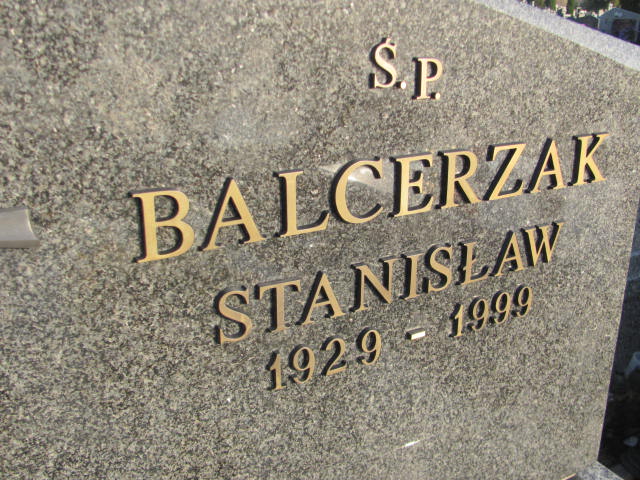 Ś.P.
BALCERZAK
STANISŁAW
1929 - 1999